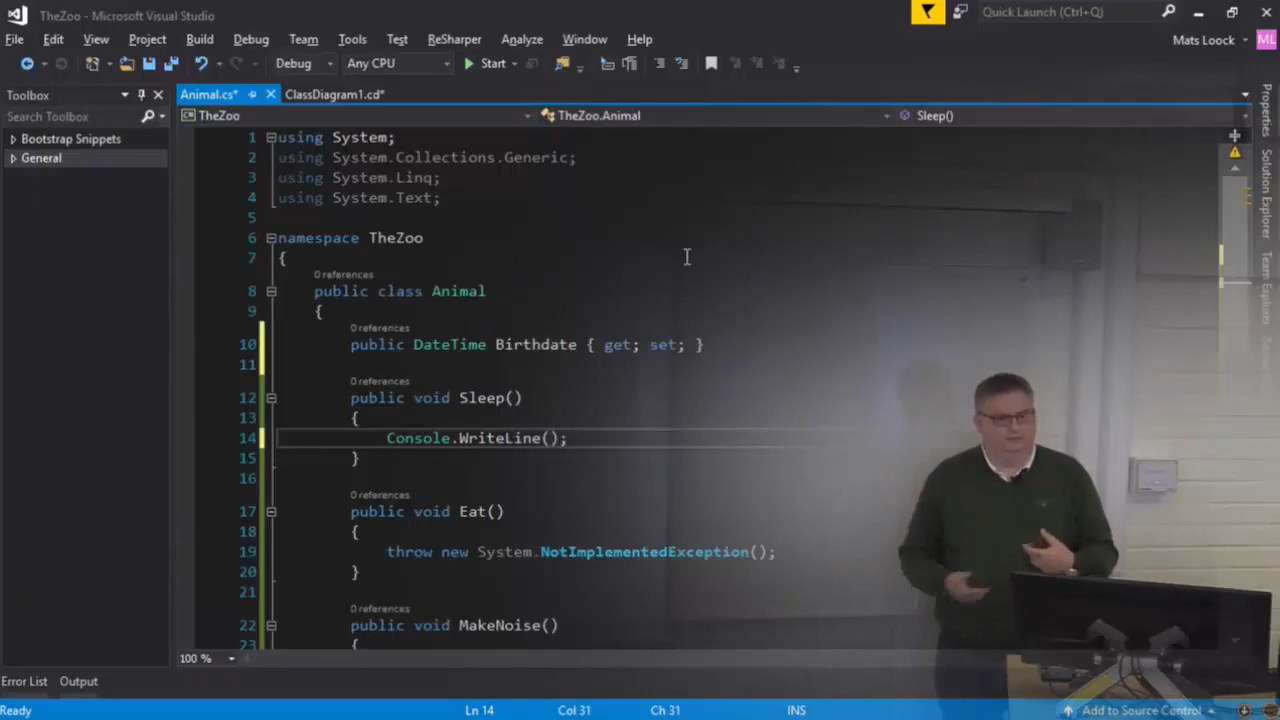 TheZoo - Microsoft Visual Studio
Quick Launch (Ctrl+Q)
File Edit View Project Build Debug Team Tools Test ReSharper Analyze Window Help
Mats Loock ML
Debug Any CPU Start
Toolbox
Animal.cs* ClassDiagram1.cd*
Search Toolbox
TheZoo TheZoo.Animal Sleep()
Bootstrap Snippets
General
1 using System;
2 using System.Collections.Generic;
3 using System.Linq;
4 using System.Text;
5
6 namespace TheZoo
7 {
0 references
8 public class Animal
9 {
0 references
10 public DateTime Birthdate { get; set; }
11
0 references
12 public void Sleep()
13 {
14 Console.WriteLine();
15 }
16
0 references
17 public void Eat()
18 {
19 throw new System.NotImplementedException();
20 }
21
0 references
22 public void MakeNoise()
23 {
100 %
Properties
Solution Explorer
Team Explorer
Error List Output
Ready Ln 14 Col 31 Ch 31 INS Add to Source Control